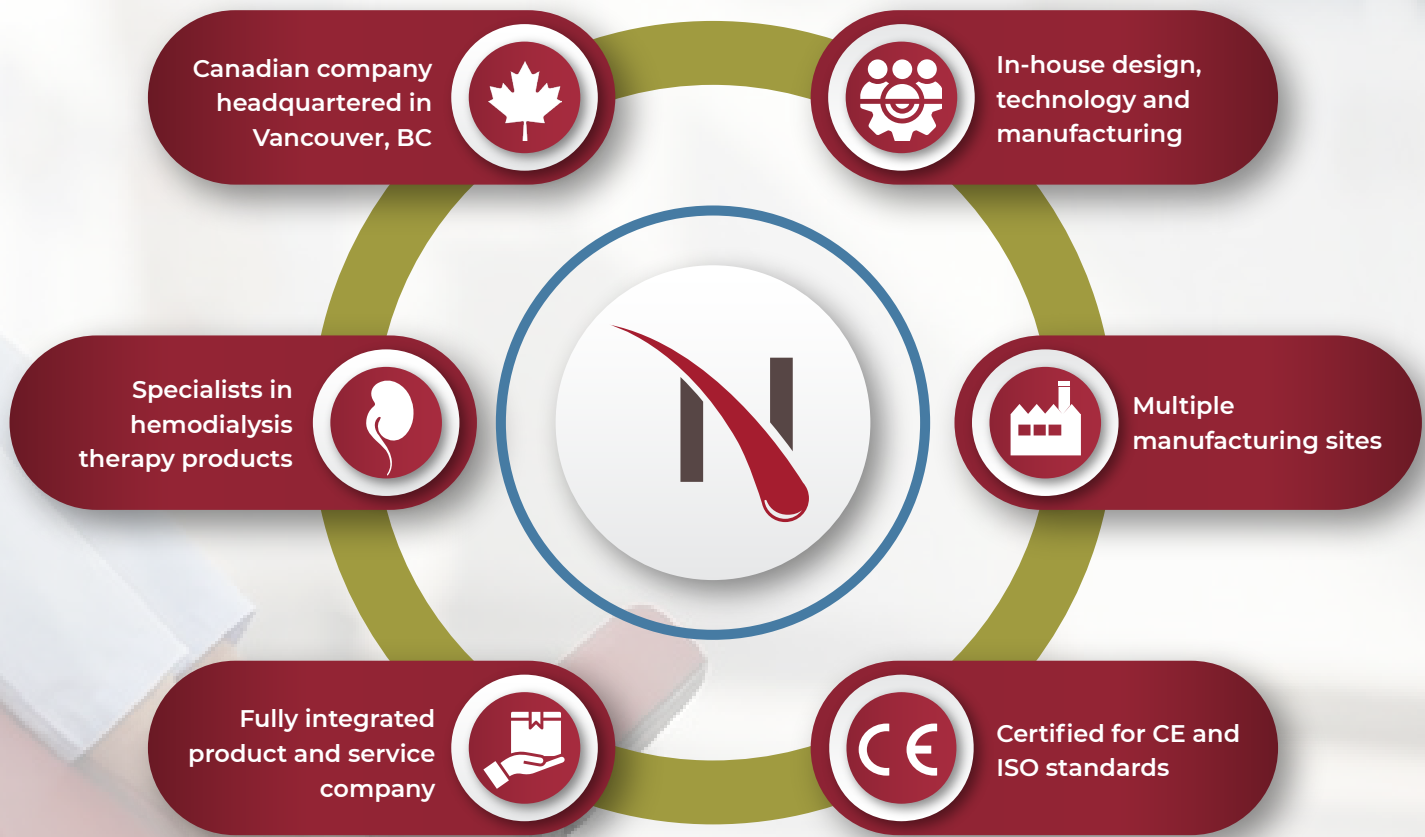 Canadian company
headquartered in
Vancouver, BC
In-house design,
technology and
manufacturing
Specialists in
hemodialysis
therapy products
N
Multiple
manufacturing sites
Fully integrated
product and service
company
CE
Certified for CE and
ISO standards